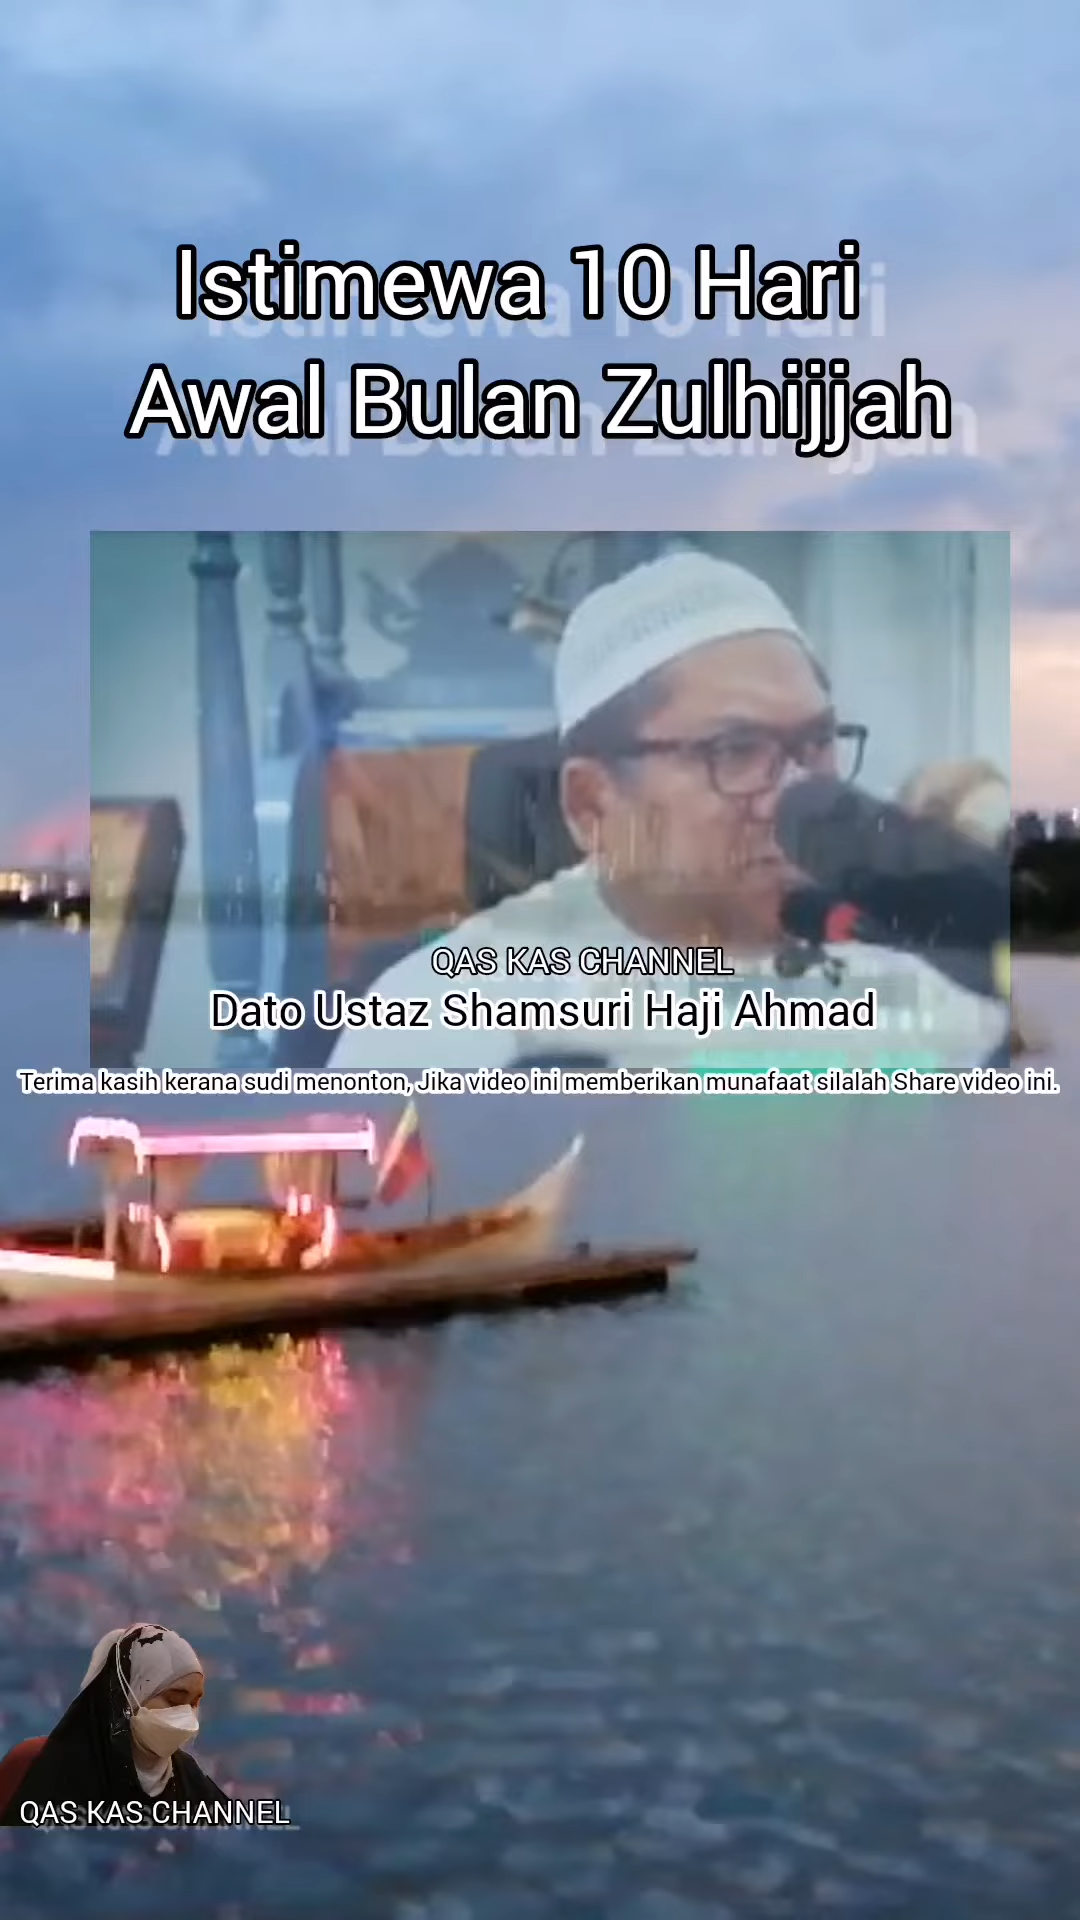 Istimewa 10 Hari
Awal Bulan Zulhijjah
QAS KAS CHANNEL
Dato Ustaz Shamsuri Haji Ahmad
Terima kasih kerana sudi menonton, Jika video ini memberikan munafaat silalah Share video ini.
QAS KAS CHANNEL